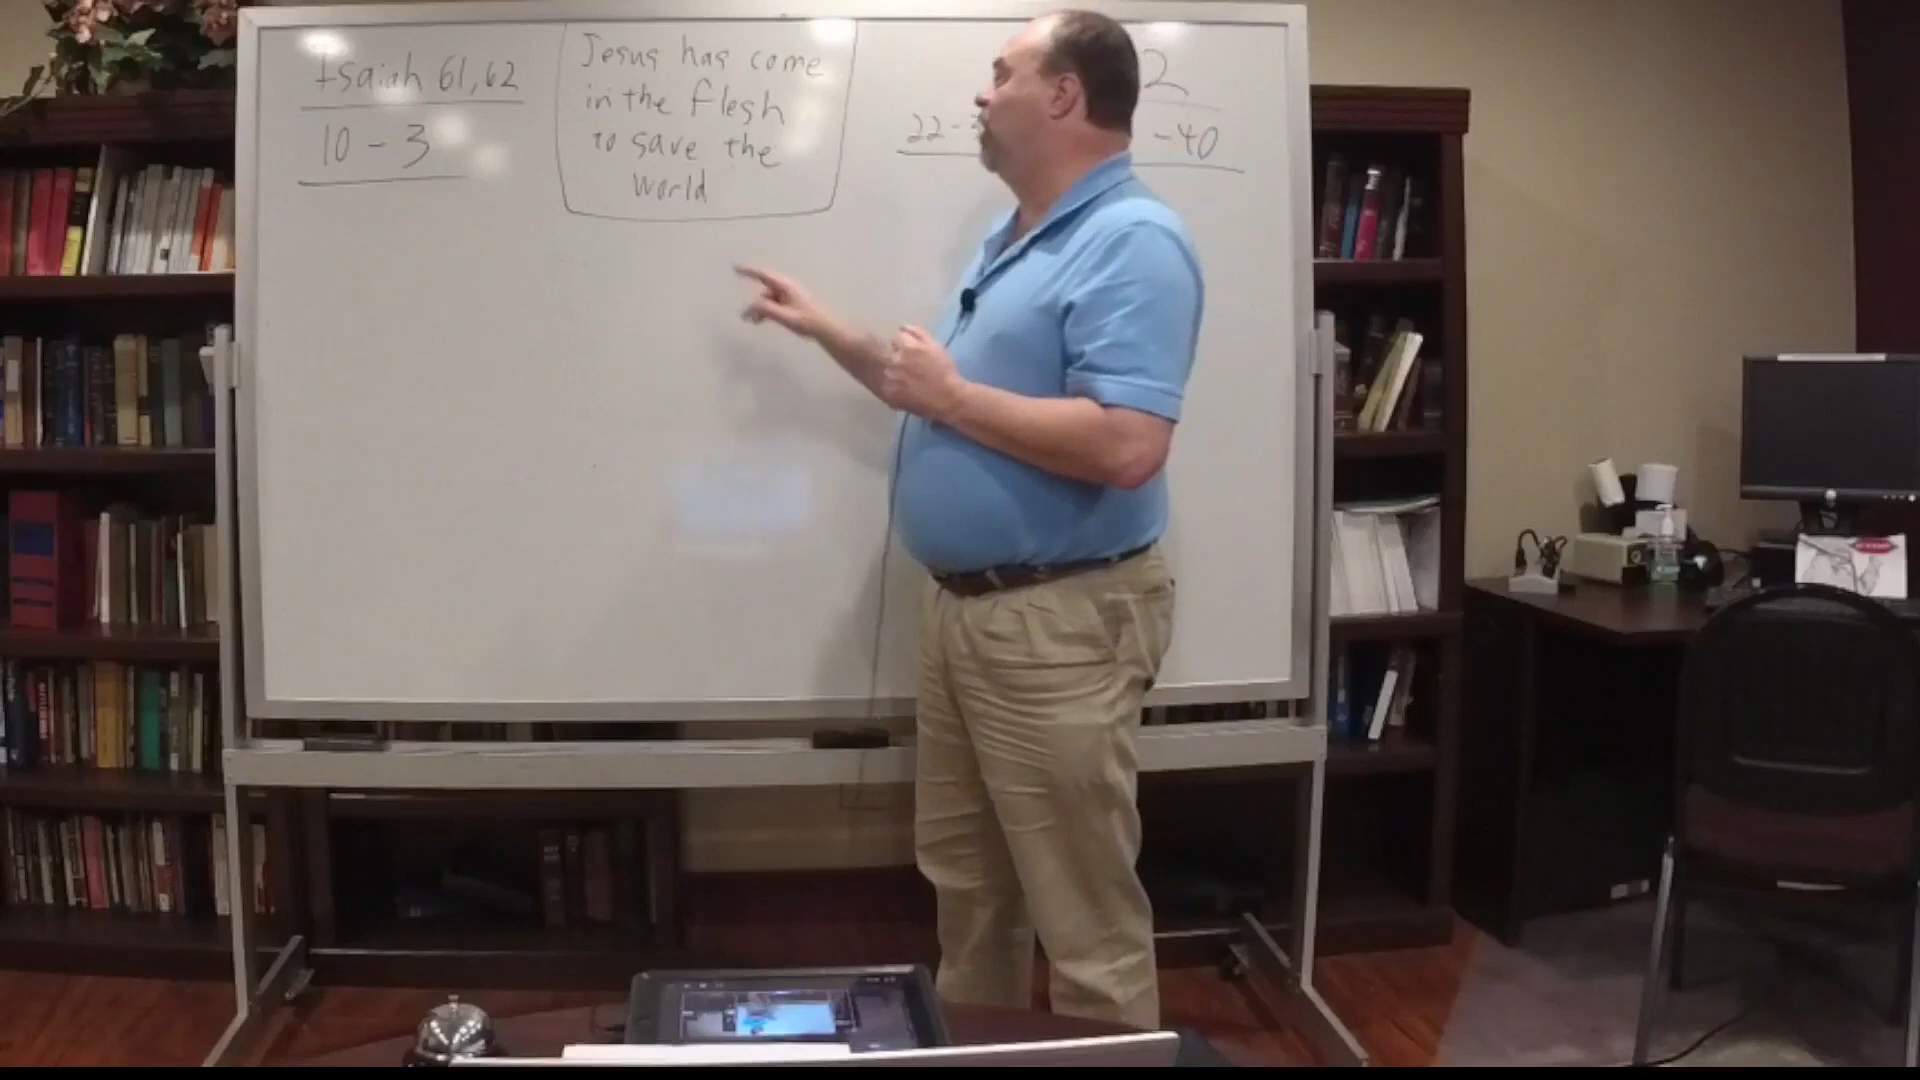 Isaiah 61,62
10 - 3
Jesus has come
in the flesh
to save the
world
2
22 -
-40